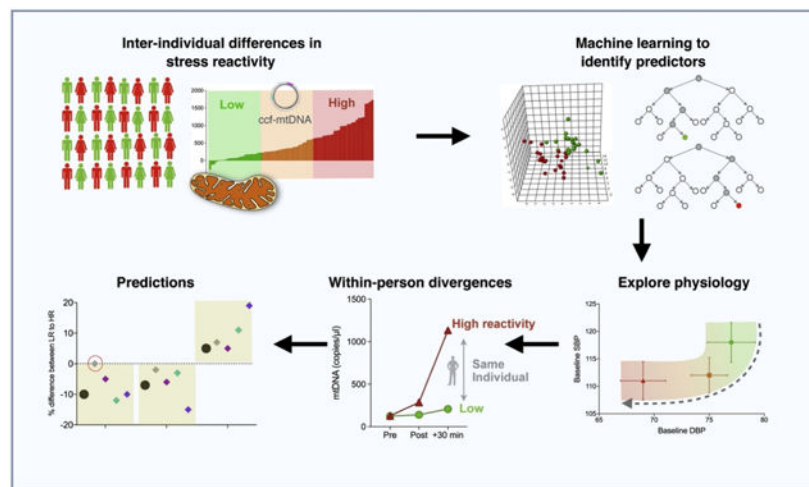 Inter-individual differences in
stress reactivity
Machine learning to
identify predictors
2000
1500
1000
500
0
Low
High
ccf-mtDNA
Predictions
Within-person divergences
Explore physiology
% difference between LR to HR
20
10
0
-10
-20
mtDNA (copies/µl)
1500
1000
500
0
High reactivity
Same
Individual
Low
Pre
Post
+30 min
Baseline SBP
125
120
115
110
105
65
70
75
80
Baseline DBP